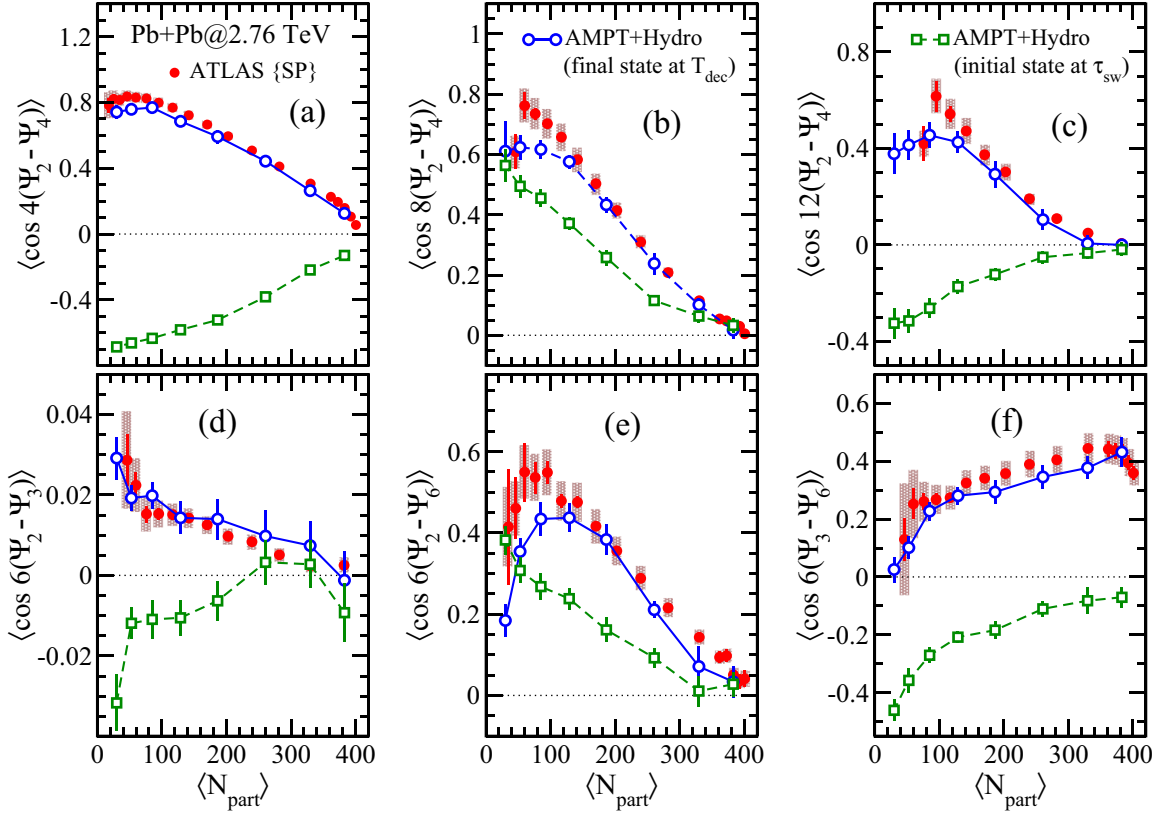 Pb+Pb@2.76 TeV
ATLAS {SP}
(a)
⟨cos 4(Ψ2 - Ψ4)⟩
1.2
0.8
0.4
0
-0.4
AMPT+Hydro
(final state at Tdec)
(b)
⟨cos 8(Ψ2 - Ψ4)⟩
1
0.8
0.6
0.4
0.2
0
AMPT+Hydro
(initial state at τsw)
(c)
⟨cos 12(Ψ2 - Ψ4)⟩
0.8
0.4
0
-0.4
(d)
⟨cos 6(Ψ2 - Ψ3)⟩
0.04
0.02
0
-0.02
0 100 200 300 400
⟨Npart⟩
(e)
⟨cos 6(Ψ2 - Ψ6)⟩
0.6
0.4
0.2
0
0 100 200 300 400
⟨Npart⟩
(f)
⟨cos 6(Ψ3 - Ψ6)⟩
0.6
0.4
0.2
0
-0.2
-0.4
0 100 200 300 400
⟨Npart⟩